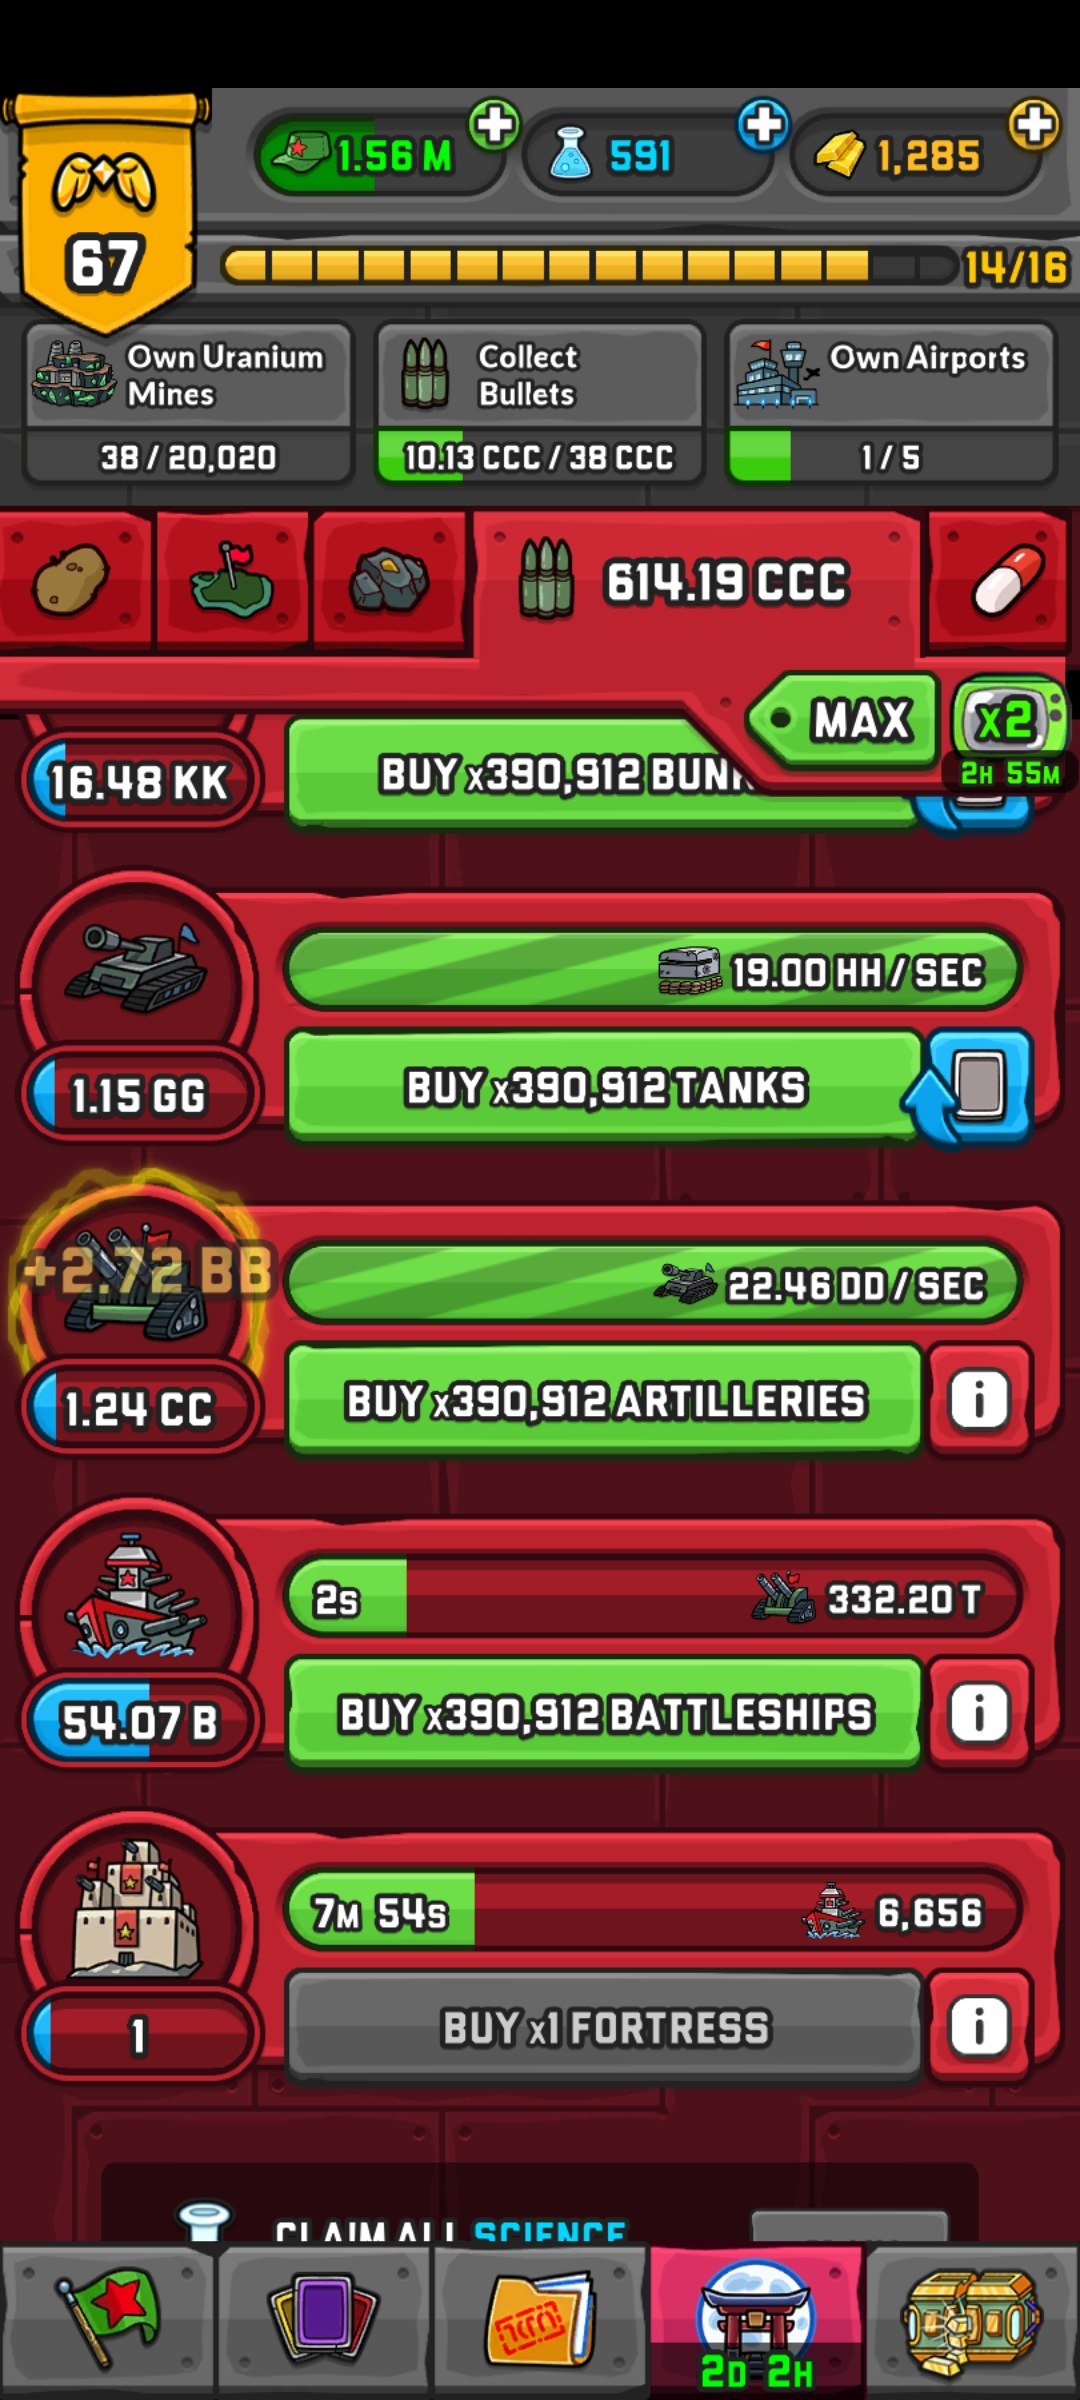 1.56 M
591
1,285
67
14/16
Own Uranium
Mines
38 / 20,020
Collect
Bullets
10.13 CCC / 38 CCC
Own Airports
1 / 5
614.19 CCC
MAX
x2
2H 55M
16.48 KK
BUY x390,912
19.00 HH / SEC
1.15 GG
BUY x390,912 TANKS
+2.72 BB
22.46 DD / SEC
1.24 CC
BUY x390,912 ARTILLERIES
i
2s
332.20 T
54.07 B
BUY x390,912 BATTLESHIPS
i
7M 54s
6,656
1
BUY x1 FORTRESS
i
CLAIM ALL SCIENCE
2D 2H